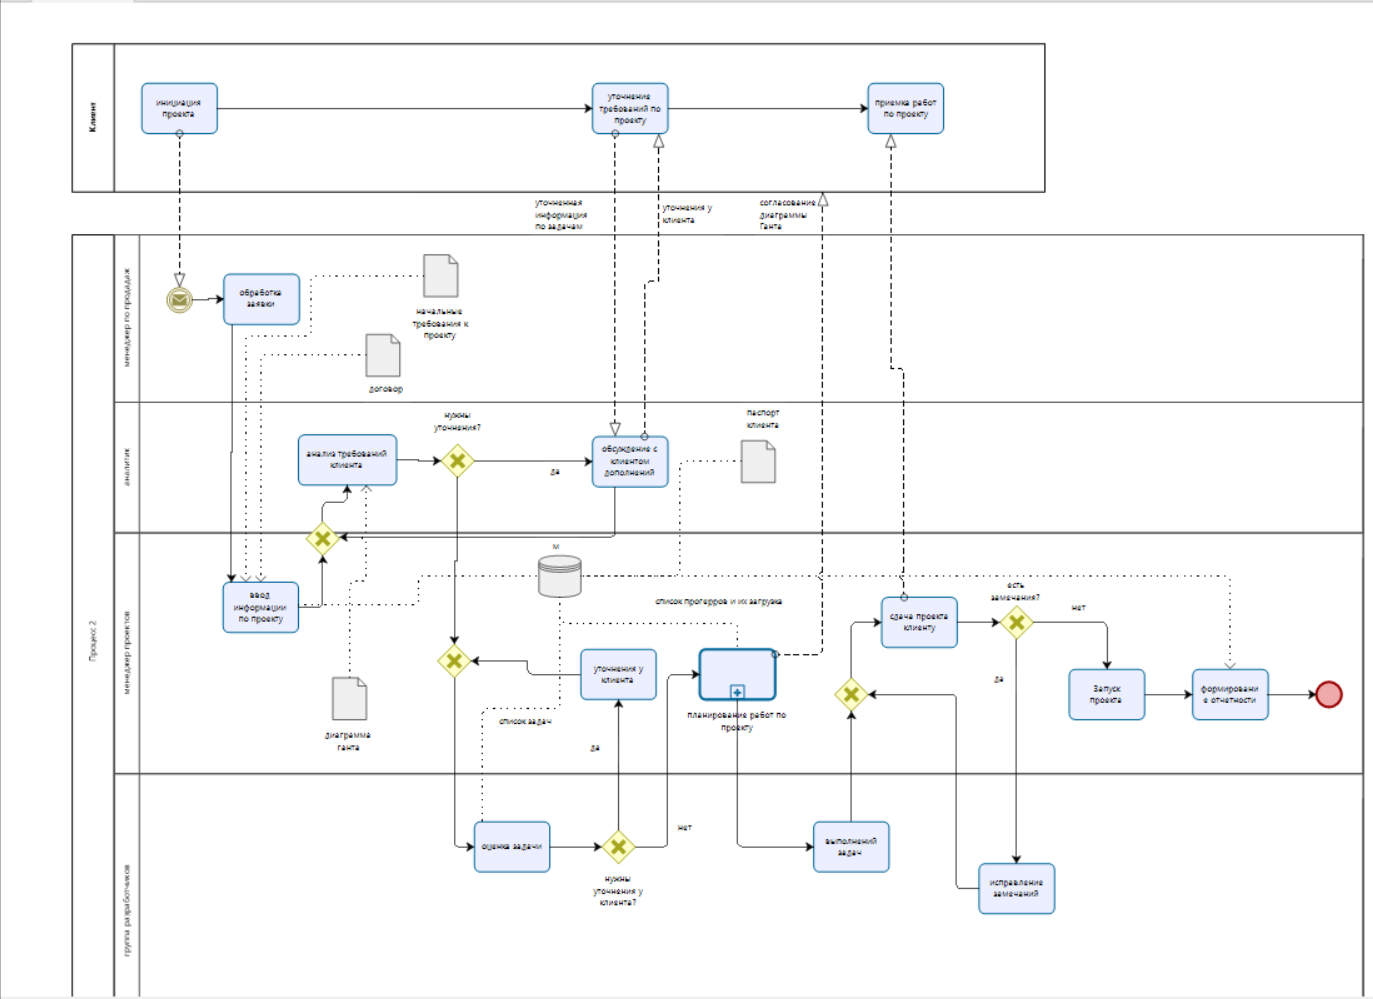 Клиент
инициация
проекта
уточнение
требований по
проекту
приемка работ
по проекту
уточненная
информация
по задачам
уточнения у
клиента
согласование
диаграммы
Ганта
Процесс 2
менеджер по продадаж
обработка
заявки
начальные
требования к
проекту
договор
аналитик
анализ требований
клиента
нужны
уточнения?
да
обсуждение с
клиентом
дополнений
паспорт
клиента
менеджер проектов
ввод
информации
по проекту
м
список прогерров и их загрузка
сдача проекта
клиенту
есть
замечания?
нет
да
уточнения у
клиента
планирование работ по
проекту
Запуск
проекта
формировани
е отчетности
диаграмма
ганта
список задач
да
группа разработчиков
оценка задачи
нет
нужны
уточнения у
клиента?
выполнений
задач
исправление
замечаний